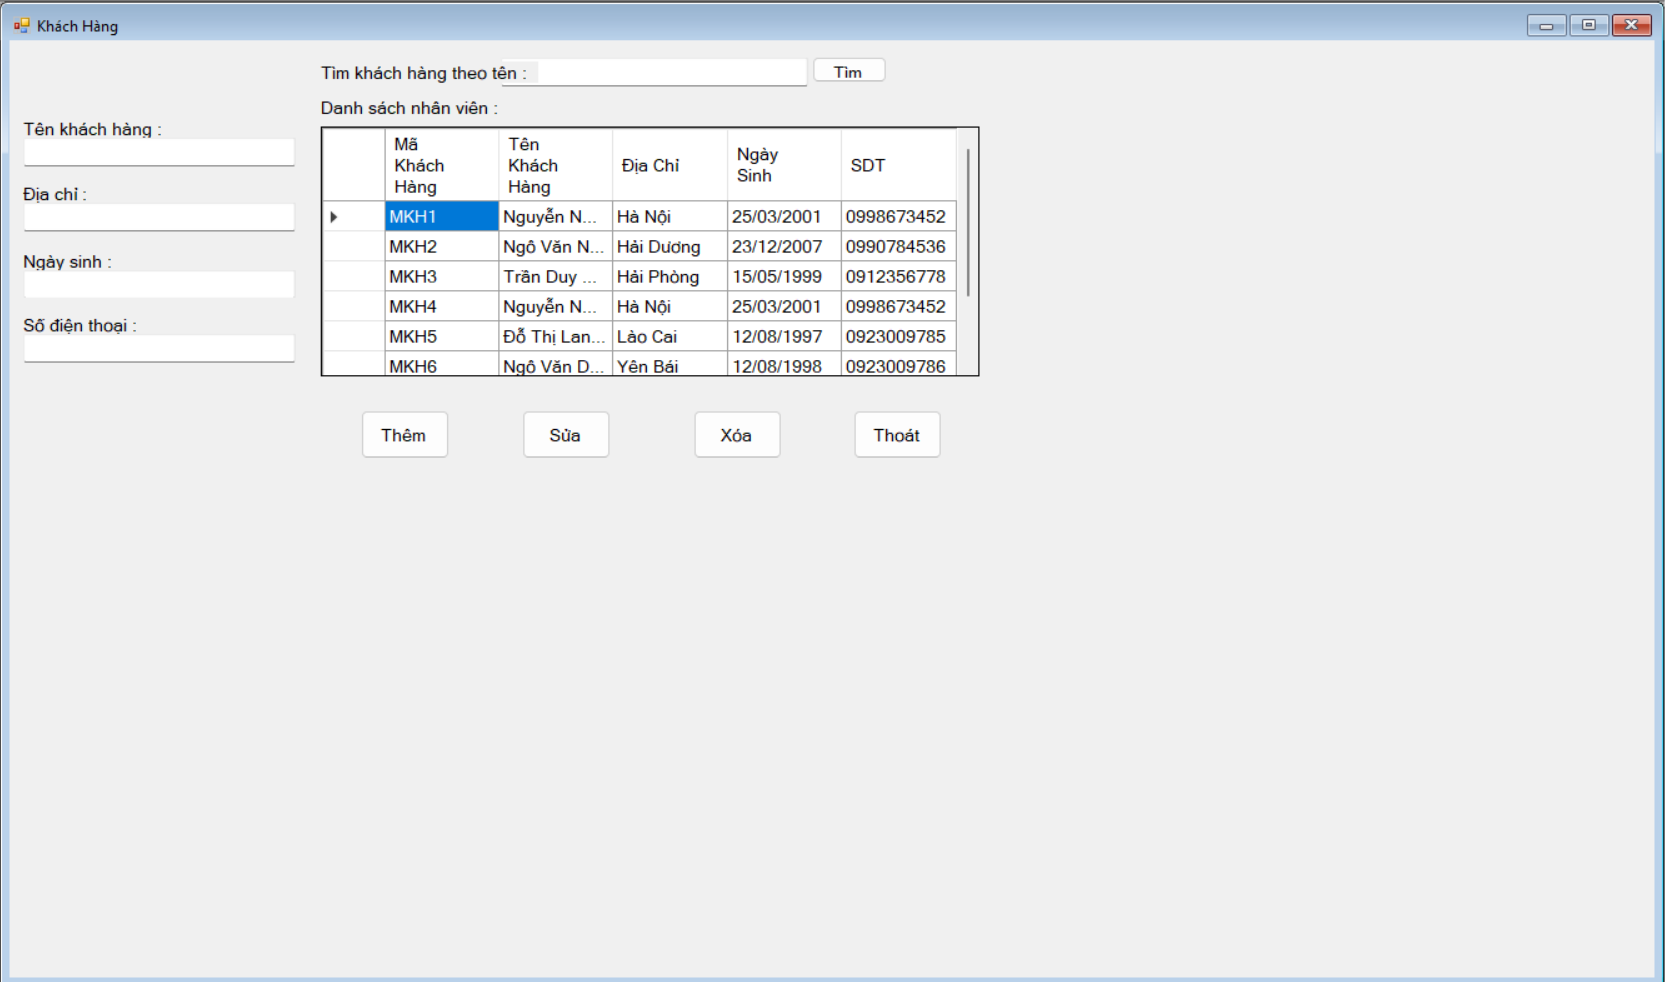 Khách Hàng
Tìm khách hàng theo tên :
Tìm
Danh sách nhân viên :
Tên khách hàng :
Địa chỉ :
Ngày sinh :
Số điện thoại :
Mã Khách Hàng Tên Khách Hàng Địa Chỉ Ngày Sinh SDT
MKH1 Nguyễn N... Hà Nội 25/03/2001 0998673452
MKH2 Ngô Văn N... Hải Dương 23/12/2007 0990784536
MKH3 Trần Duy ... Hải Phòng 15/05/1999 0912356778
MKH4 Nguyễn N... Hà Nội 25/03/2001 0998673452
MKH5 Đỗ Thị Lan... Lào Cai 12/08/1997 0923009785
MKH6 Ngô Văn D... Yên Bái 12/08/1998 0923009786
Thêm Sửa Xóa Thoát